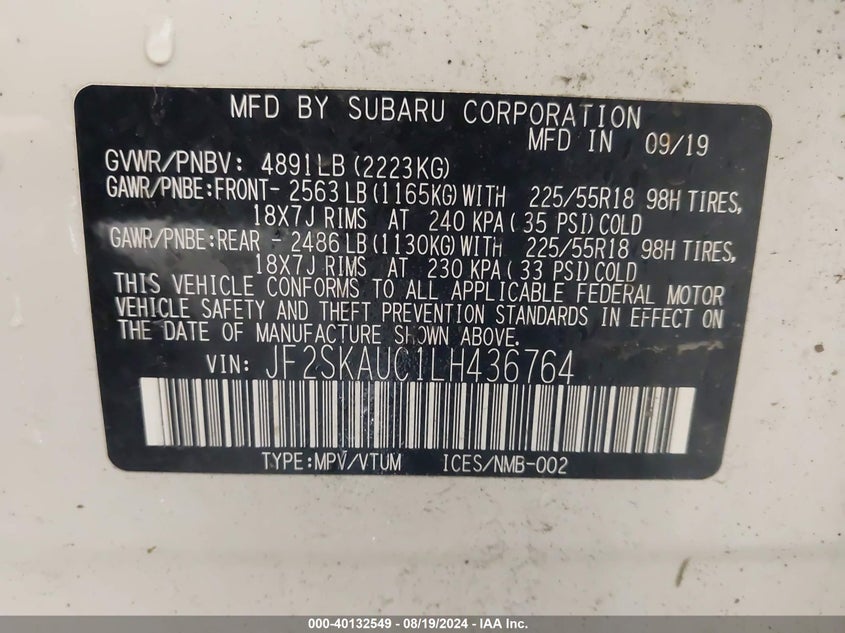 MFD BY SUBARU CORPORATION
MFD IN 09/19
GVWR/PNBV: 4891LB (2223KG)
GAWR/PNBE:FRONT- 2563LB(1165KG)WITH 225/55R18 98H TIRES,
18X7J RIMS AT 240 KPA(35 PSI)COLD
GAWR/PNBE:REAR - 2486LB(1130KG)WITH 225/55R18 98H TIRES,
18X7J RIMS AT 230 KPA(33 PSI)COLD
THIS VEHICLE CONFORMS TO ALL APPLICABLE FEDERAL MOTOR
VEHICLE SAFETY AND THEFT PREVENTION STANDARDS IN EFFECT ON
THE DATE OF MANUFACTURE SHOWN ABOVE.
VIN: JF2SKAUC1LH436764
TYPE:MPV/VTUM ICES/NMB-002
000-40132549 - 08/19/2024 - IAA Inc.